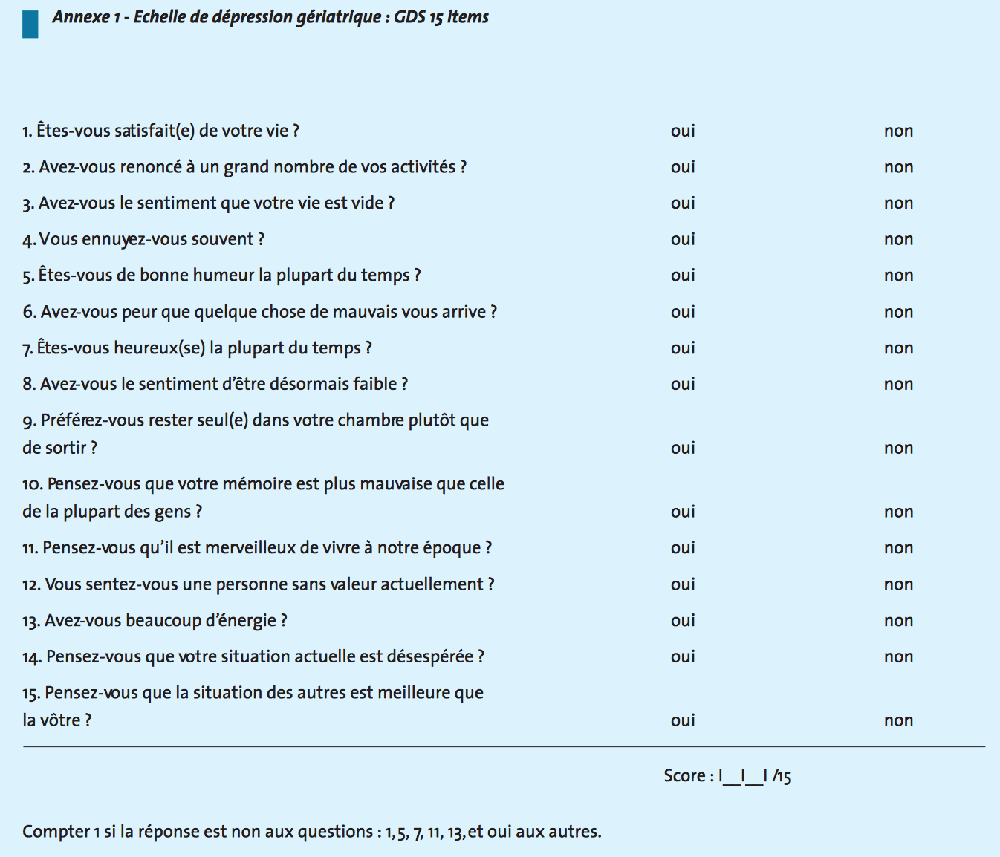 Annexe 1 - Echelle de dépression gériatrique : GDS 15 items
1. Êtes-vous satisfait(e) de votre vie ? oui non
2. Avez-vous renoncé à un grand nombre de vos activités ? oui non
3. Avez-vous le sentiment que votre vie est vide ? oui non
4. Vous ennuyez-vous souvent ? oui non
5. Êtes-vous de bonne humeur la plupart du temps ? oui non
6. Avez-vous peur que quelque chose de mauvais vous arrive ? oui non
7. Êtes-vous heureux(se) la plupart du temps ? oui non
8. Avez-vous le sentiment d’être désormais faible ? oui non
9. Préférez-vous rester seul(e) dans votre chambre plutôt que
de sortir ? oui non
10. Pensez-vous que votre mémoire est plus mauvaise que celle
de la plupart des gens ? oui non
11. Pensez-vous qu’il est merveilleux de vivre à notre époque ? oui non
12. Vous sentez-vous une personne sans valeur actuellement ? oui non
13. Avez-vous beaucoup d’énergie ? oui non
14. Pensez-vous que votre situation actuelle est désespérée ? oui non
15. Pensez-vous que la situation des autres est meilleure que
la vôtre ? oui non
Score : I__I__I /15
Compter 1 si la réponse est non aux questions : 1, 5, 7, 11, 13, et oui aux autres.